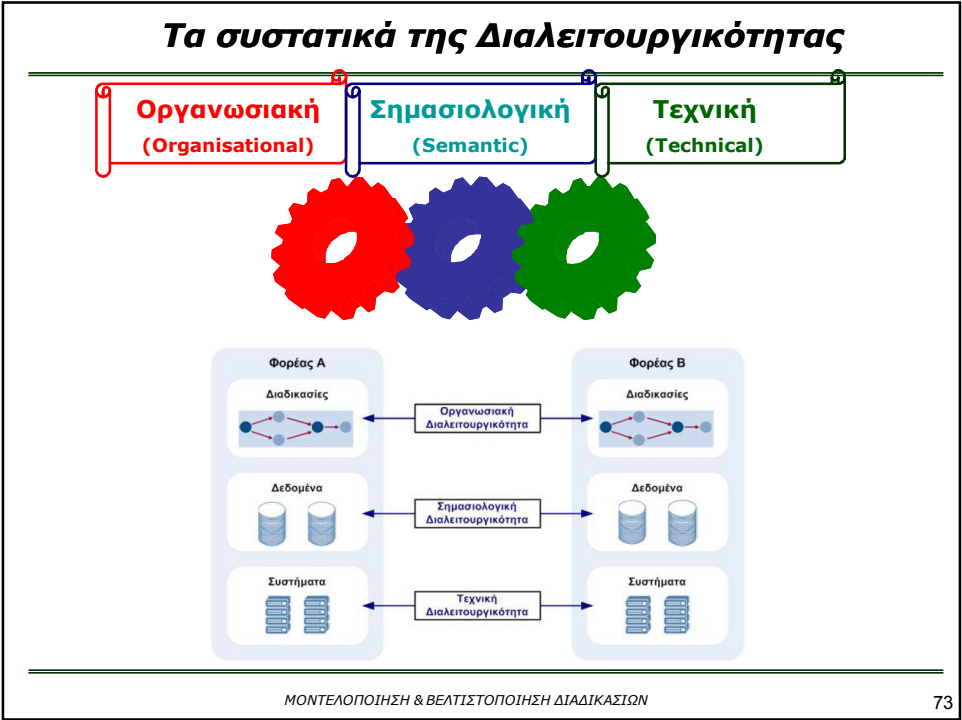 Τα συστατικά της Διαλειτουργικότητας
Οργανωσιακή
(Organisational)
Σημασιολογική
(Semantic)
Τεχνική
(Technical)
Φορέας Α
Φορέας Β
Διαδικασίες
Οργανωσιακή
Διαλειτουργικότητα
Διαδικασίες
Δεδομένα
Σημασιολογική
Διαλειτουργικότητα
Δεδομένα
Συστήματα
Τεχνική
Διαλειτουργικότητα
Συστήματα
ΜΟΝΤΕΛΟΠΟΙΗΣΗ & ΒΕΛΤΙΣΤΟΠΟΙΗΣΗ ΔΙΑΔΙΚΑΣΙΩΝ
73